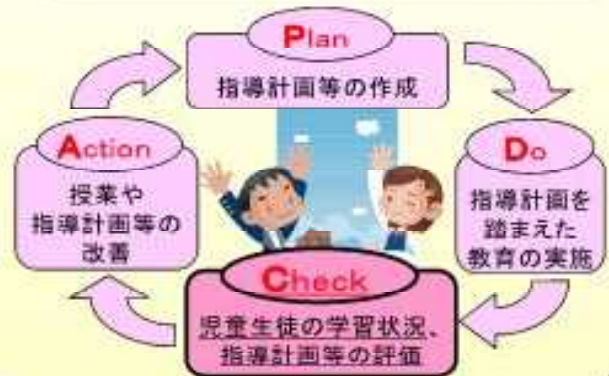 Plan
指導計画等の作成
Do
指導計画を
踏まえた
教育の実施
Check
児童生徒の学習状況、
指導計画等の評価
Action
授業や
指導計画等の
改善